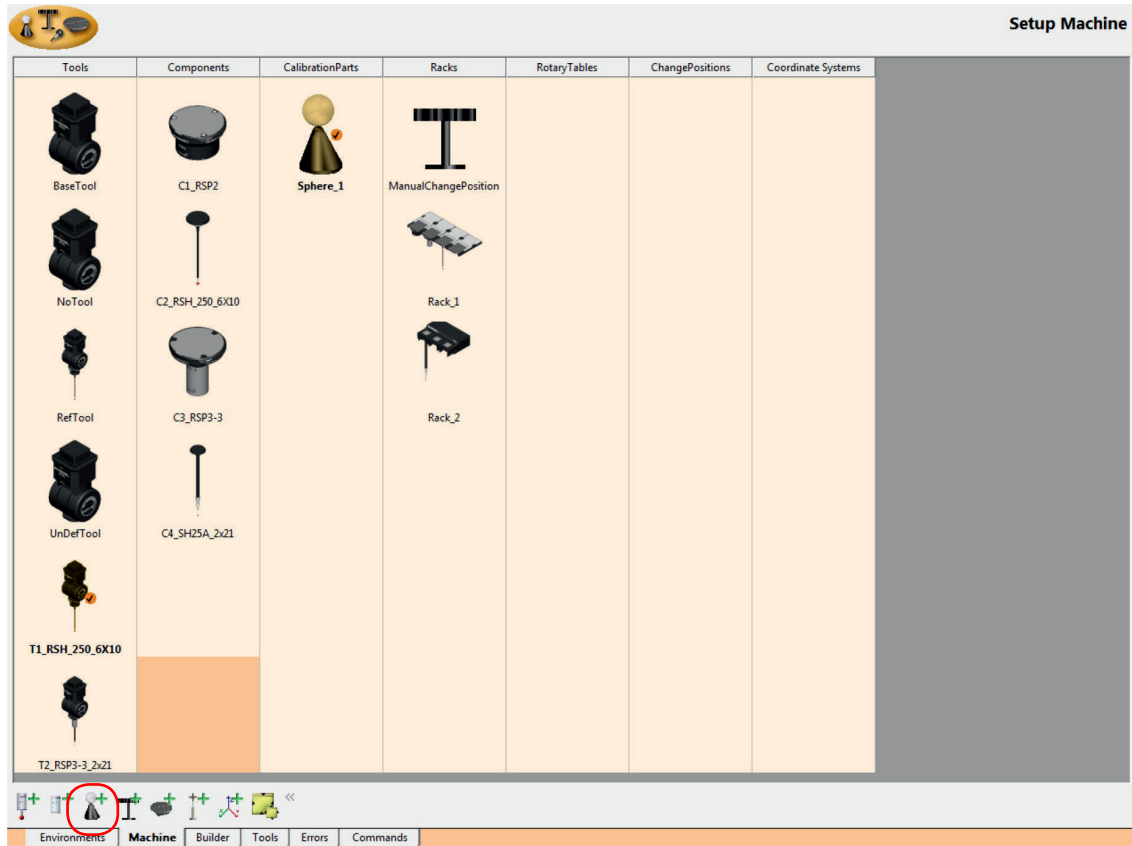 Setup Machine
Tools Components CalibrationParts Racks RotaryTables ChangePositions Coordinate Systems
BaseTool C1_RSP2 Sphere_1 ManualChangePosition
NoTool C2_RSH_250_6X10 Rack_1
RefTool C3_RSP3-3 Rack_2
UnDefTool C4_SH25A_2x21
T1_RSH_250_6X10
T2_RSP3-3_2x21
Environments Machine Builder Tools Errors Commands